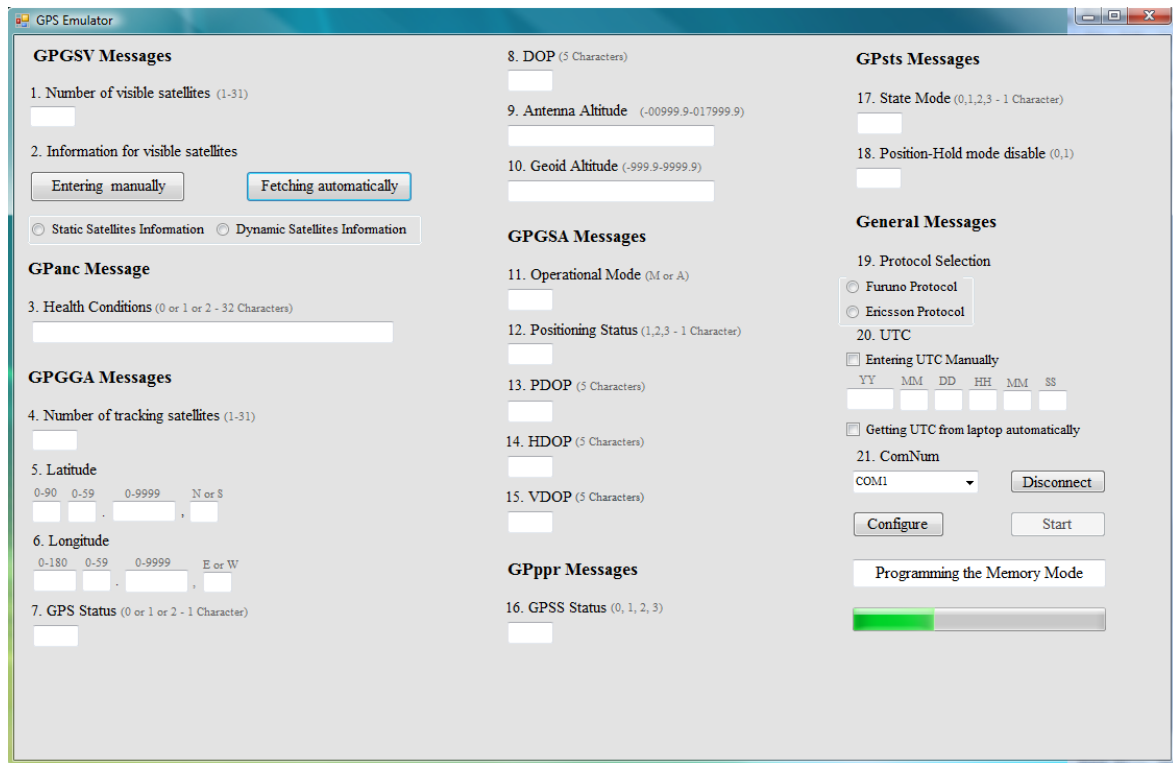 GPS Emulator
GPGSV Messages
1. Number of visible satellites (1-31)
2. Information for visible satellites
Entering manually
Fetching automatically
Static Satellites Information
Dynamic Satellites Information
GPanc Message
3. Health Conditions (0 or 1 or 2 - 32 Characters)
GPGGA Messages
4. Number of tracking satellites (1-31)
5. Latitude
0-90 0-59 0-9999 N or S
. ,
6. Longitude
0-180 0-59 0-9999 E or W
. ,
7. GPS Status (0 or 1 or 2 - 1 Character)
8. DOP (5 Characters)
9. Antenna Altitude (-00999.9-017999.9)
10. Geoid Altitude (-999.9-9999.9)
GPGSA Messages
11. Operational Mode (M or A)
12. Positioning Status (1,2,3 - 1 Character)
13. PDOP (5 Characters)
14. HDOP (5 Characters)
15. VDOP (5 Characters)
GPppr Messages
16. GPSS Status (0, 1, 2, 3)
GPsts Messages
17. State Mode (0,1,2,3 - 1 Character)
18. Position-Hold mode disable (0,1)
General Messages
19. Protocol Selection
Furuno Protocol
Ericsson Protocol
20. UTC
Entering UTC Manually
YY MM DD HH MM SS
Getting UTC from laptop automatically
21. ComNum
COM1
Disconnect
Configure
Start
Programming the Memory Mode